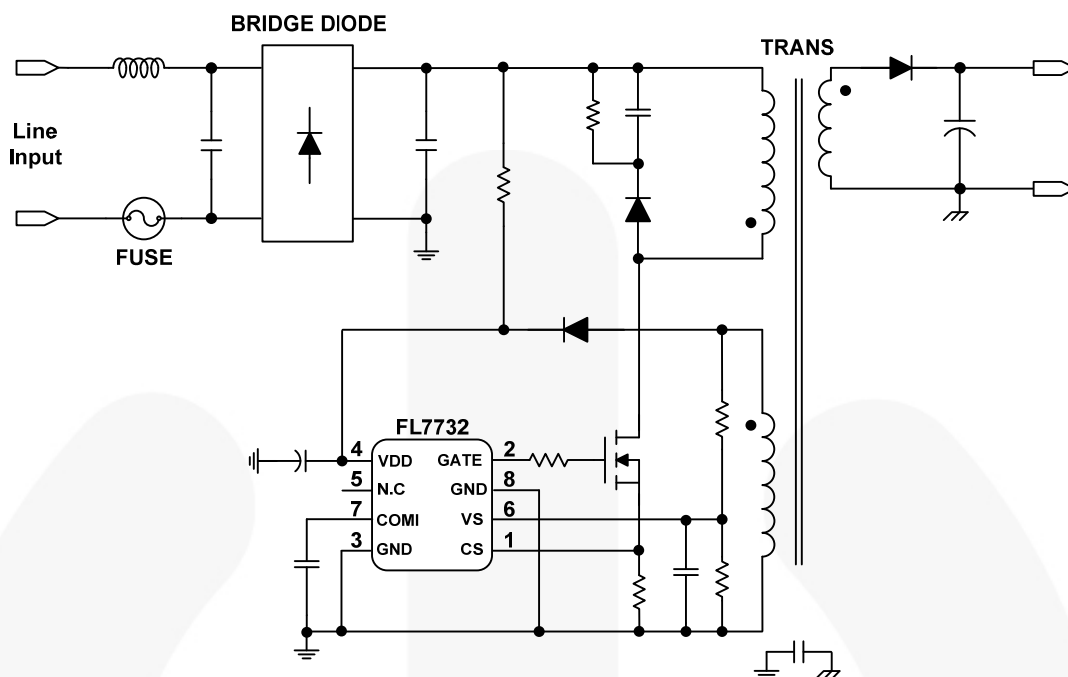 BRIDGE DIODE
TRANS
Line
Input
FUSE
FL7732
4 VDD GATE 2
5 N.C GND 8
7 COMI VS 6
3 GND CS 1